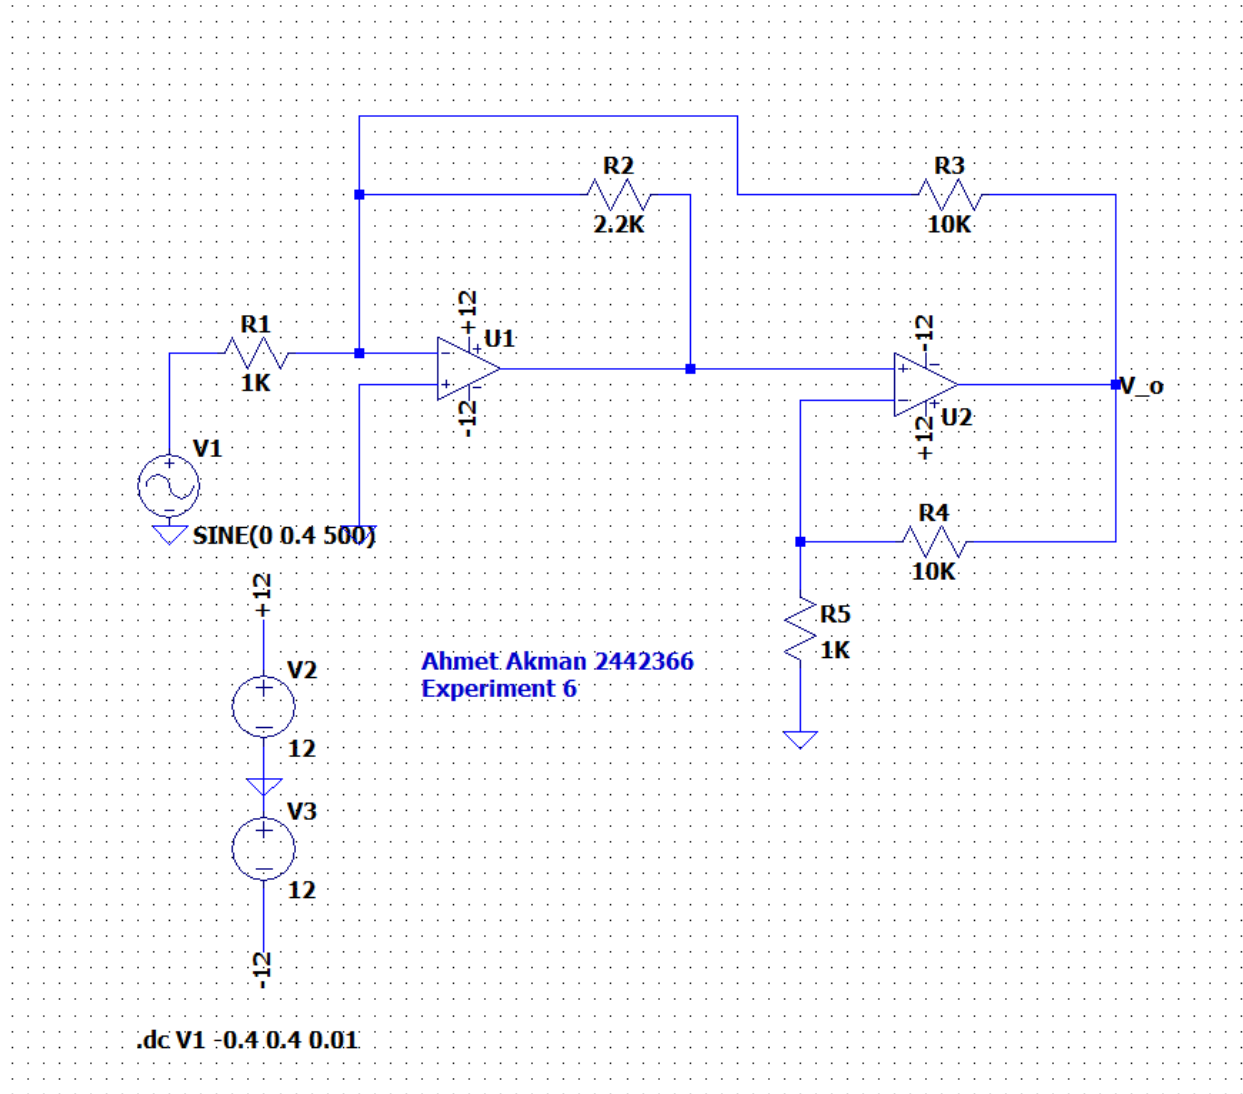 R2
2.2K
R3
10K
R1
1K
+12
U1
-12
-12
U2
+12
V_o
V1
SINE(0 0.4 500)
R4
10K
R5
1K
+12
V2
12
V3
12
-12
Ahmet Akman 2442366
Experiment 6
.dc V1 -0.4 0.4 0.01